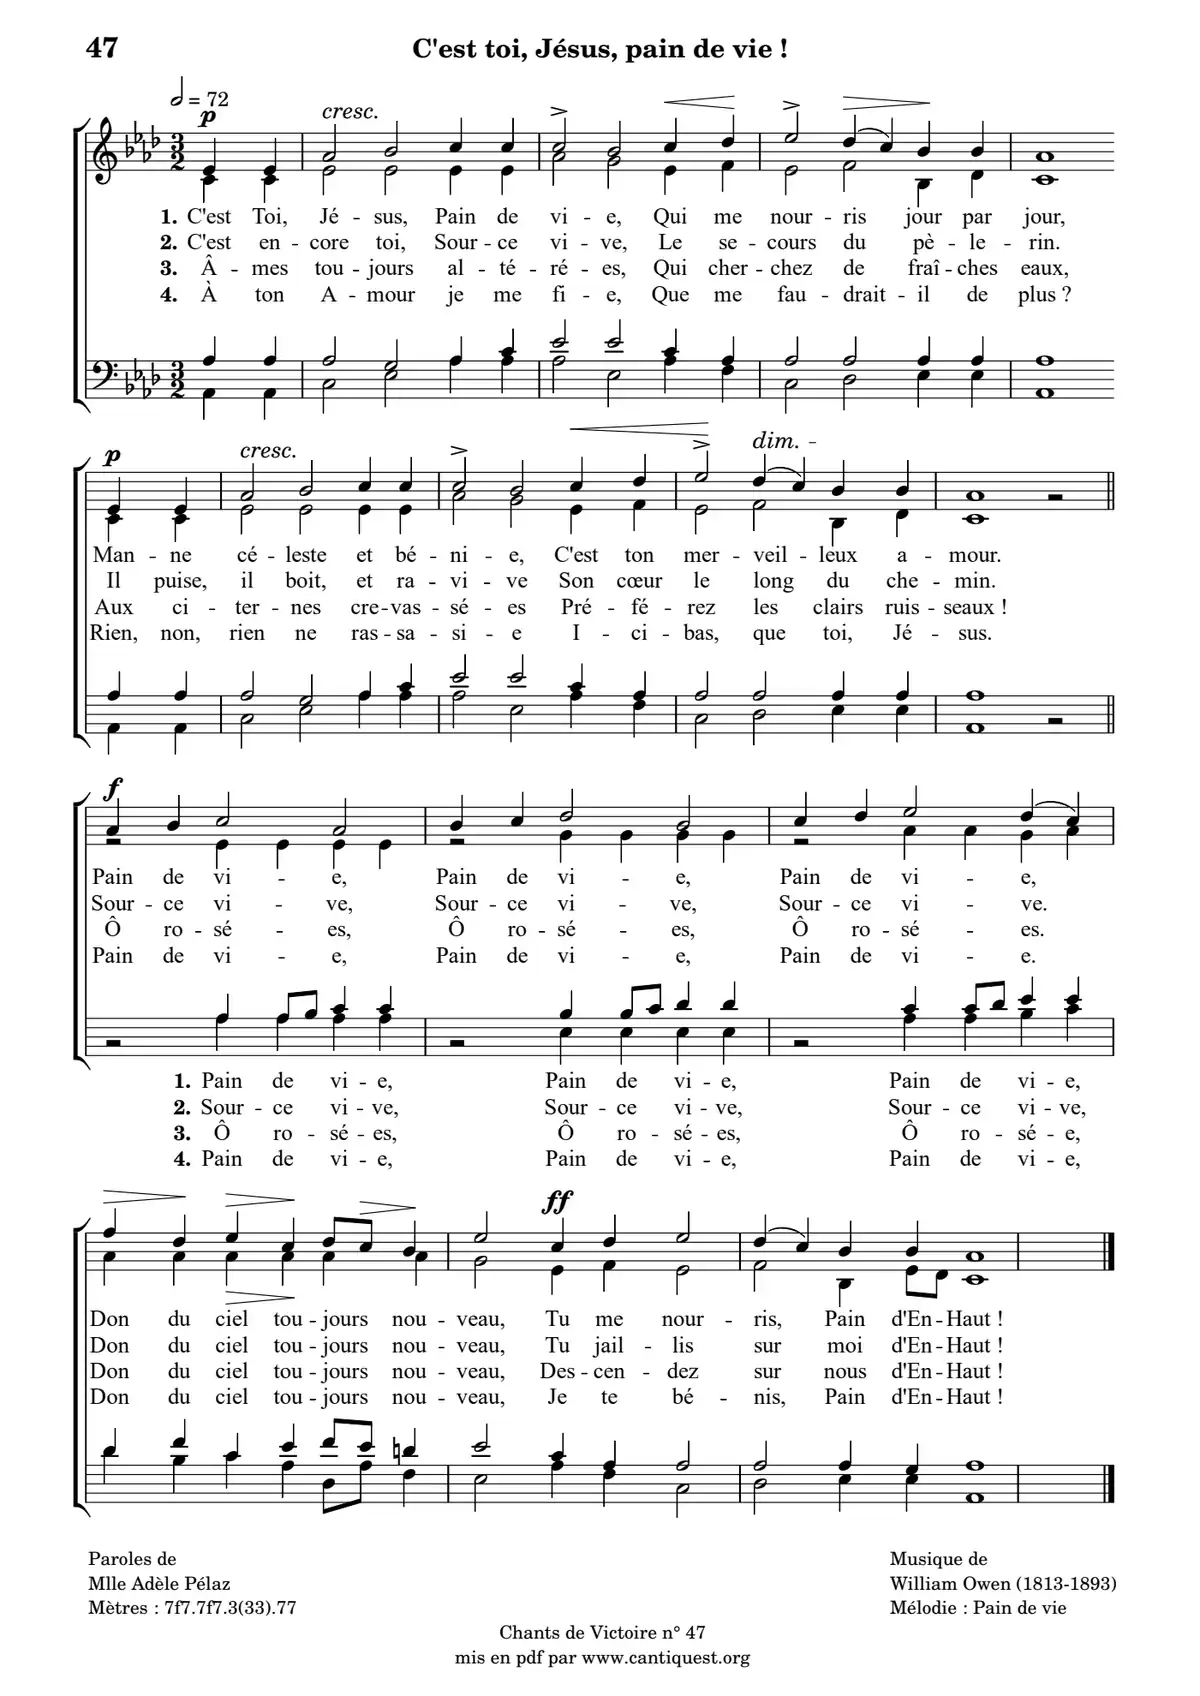 47
C'est toi, Jésus, pain de vie !
= 72
p
cresc.
3 2
1. C'est Toi, Jé - sus, Pain de vi - e, Qui me nour - ris jour par jour,
2. C'est en - core toi, Sour - ce vi - ve, Le se - cours du pè - le - rin.
3. Â - mes tou - jours al - té - ré - es, Qui cher - chez de fraî - ches eaux,
4. À ton A - mour je me fi - e, Que me fau - drait - il de plus ?
3 2
p
cresc.
dim. -
Man - ne cé - leste et bé - ni - e, C'est ton mer - veil - leux a - mour.
Il puise, il boit, et ra - vi - ve Son cœur le long du che - min.
Aux ci - ter - nes cre - vas - sé - es Pré - fé - rez les clairs ruis - seaux !
Rien, non, rien ne ras - sa - si - e I - ci - bas, que toi, Jé - sus.
f
Pain de vi - e, Pain de vi - e, Pain de vi - e,
Sour - ce vi - ve, Sour - ce vi - ve, Sour - ce vi - ve.
Ô ro - sé - es, Ô ro - sé - es, Ô ro - sé - es.
Pain de vi - e, Pain de vi - e, Pain de vi - e.
1. Pain de vi - e, Pain de vi - e, Pain de vi - e,
2. Sour - ce vi - ve, Sour - ce vi - ve, Sour - ce vi - ve,
3. Ô ro - sé - es, Ô ro - sé - es, Ô ro - sé - e,
4. Pain de vi - e, Pain de vi - e, Pain de vi - e,
ff
Don du ciel tou - jours nou - veau, Tu me nour - ris, Pain d'En - Haut !
Don du ciel tou - jours nou - veau, Tu jail - lis sur moi d'En - Haut !
Don du ciel tou - jours nou - veau, Des - cen - dez sur nous d'En - Haut !
Don du ciel tou - jours nou - veau, Je te bé - nis, Pain d'En - Haut !
Paroles de
Mlle Adèle Pélaz
Mètres : 7f7.7f7.3(33).77
Musique de
William Owen (1813-1893)
Mélodie : Pain de vie
Chants de Victoire n° 47
mis en pdf par www.cantiquest.org